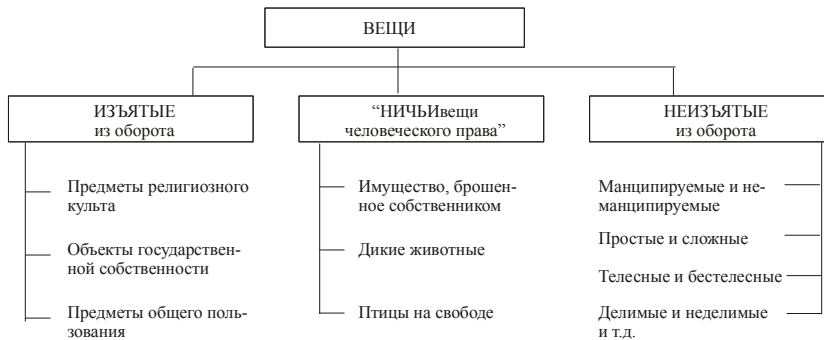 ВЕЩИ
ИЗЪЯТЫЕ
из оборота
“НИЧЬИвещи
человеческого права”
НЕИЗЪЯТЫЕ
из оборота
Предметы религиозного
культа
Объекты государствен-
ной собственности
Предметы общего поль-
зования
Имущество, брошен-
ное собственником
Дикие животные
Птицы на свободе
Манципируемые и не-
манципируемые
Простые и сложные
Телесные и бестелесные
Делимые и неделимые
и т.д.